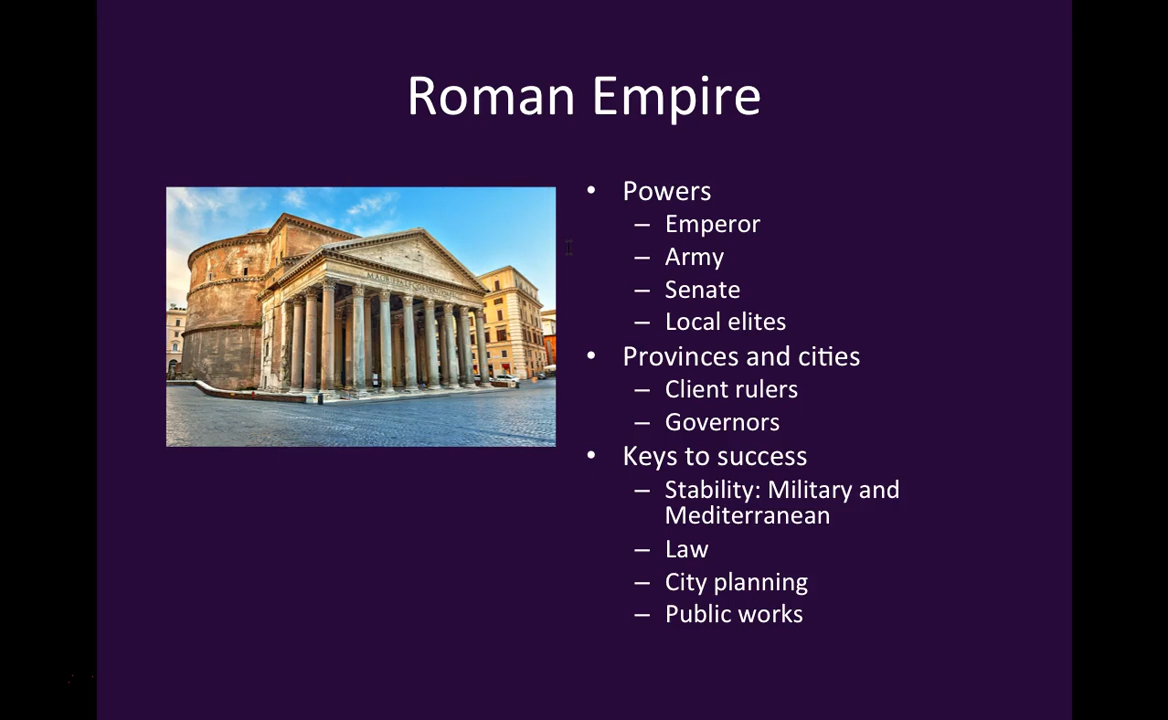 Roman Empire
• Powers
– Emperor
– Army
– Senate
– Local elites
• Provinces and cities
– Client rulers
– Governors
• Keys to success
– Stability: Military and
Mediterranean
– Law
– City planning
– Public works